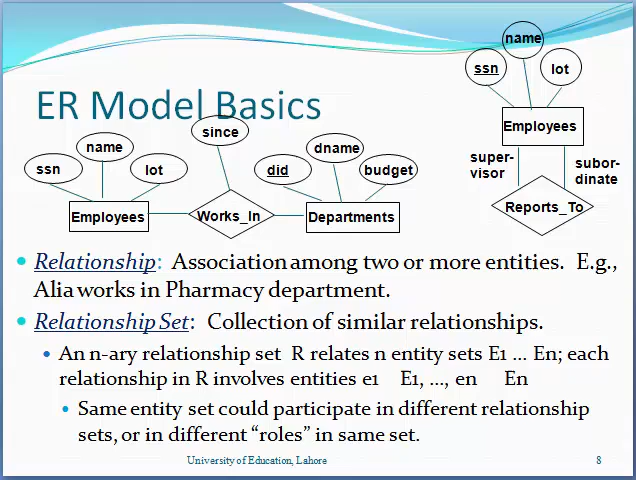 ER Model Basics
name
ssn
lot
Employees
super-
visor
subor-
dinate
Reports_To
since
name
ssn
lot
dname
did
budget
Employees
Works_In
Departments
Relationship: Association among two or more entities. E.g.,
Alia works in Pharmacy department.
Relationship Set: Collection of similar relationships.
An n-ary relationship set R relates n entity sets E1 ... En; each
relationship in R involves entities e1 E1, ..., en En
Same entity set could participate in different relationship
sets, or in different “roles” in same set.
University of Education, Lahore
8